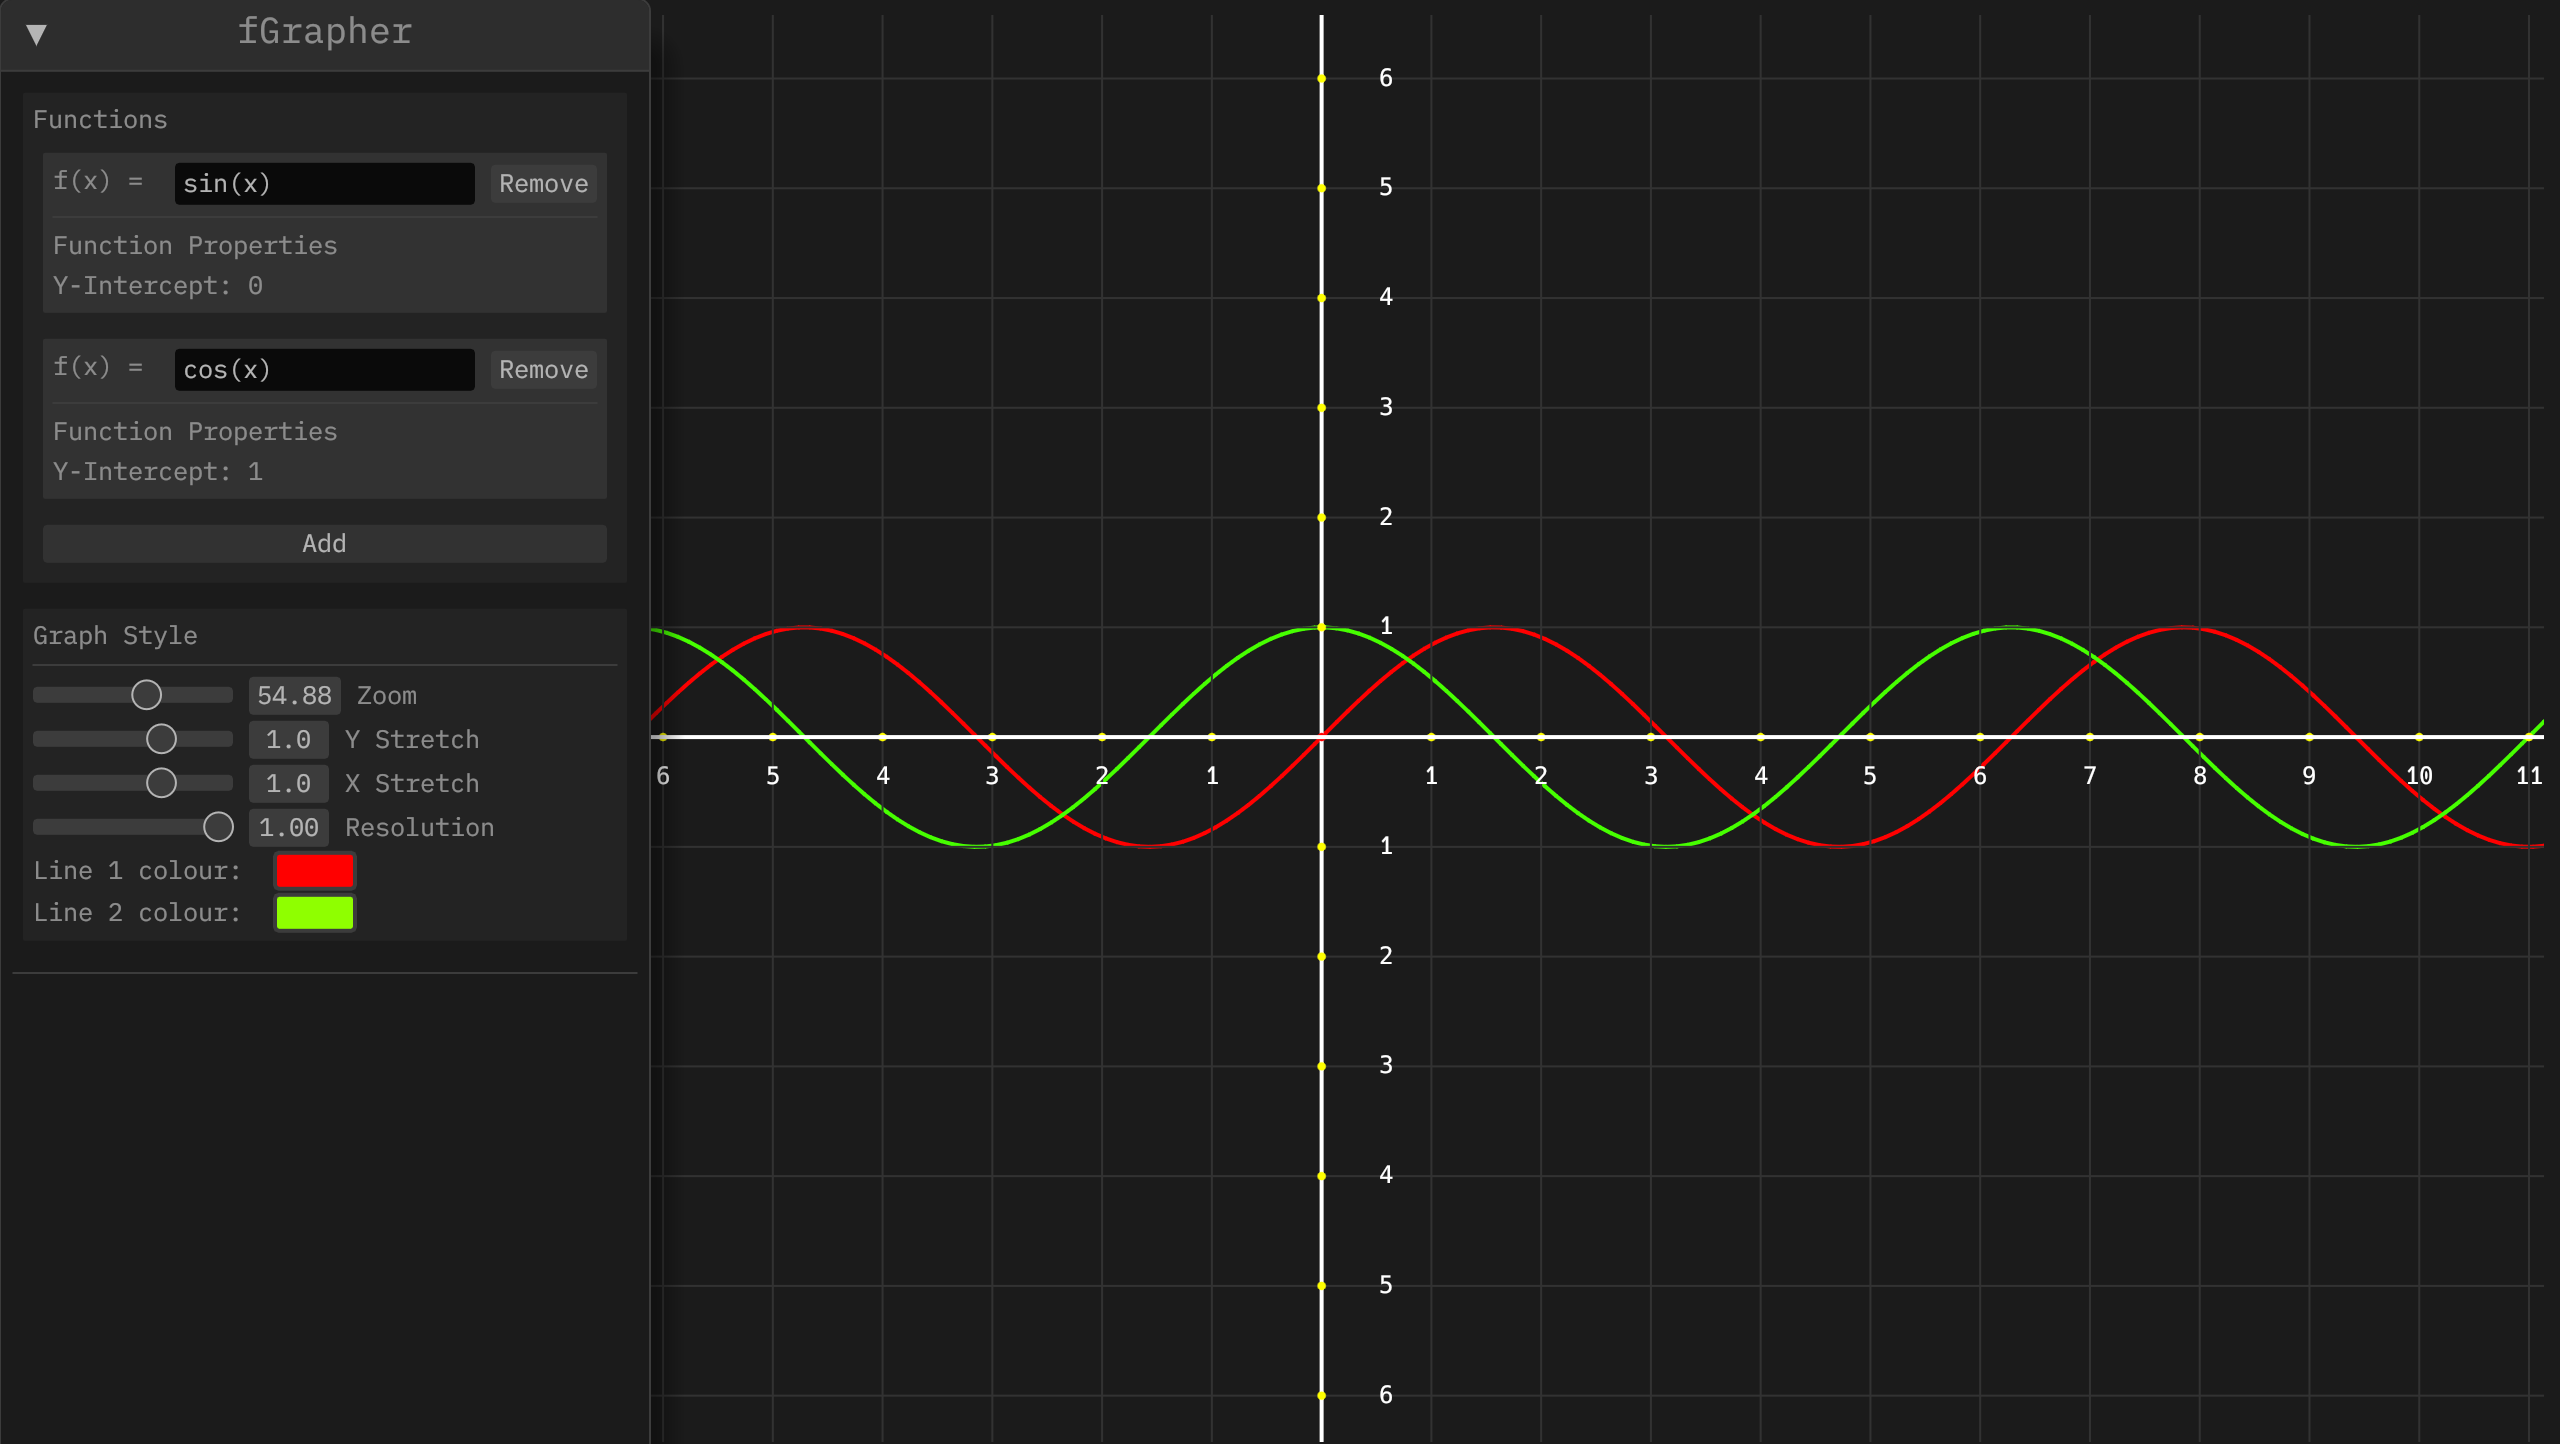 ▼ fGrapher
Functions
f(x) = sin(x) Remove
Function Properties
Y-Intercept: 0
f(x) = cos(x) Remove
Function Properties
Y-Intercept: 1
Add
Graph Style
54.88 Zoom
1.0 Y Stretch
1.0 X Stretch
1.00 Resolution
Line 1 colour:
Line 2 colour:
6
5
4
3
2
1
6 5 4 3 2 1 1 2 3 4 5 6 7 8 9 10 11
1
2
3
4
5
6